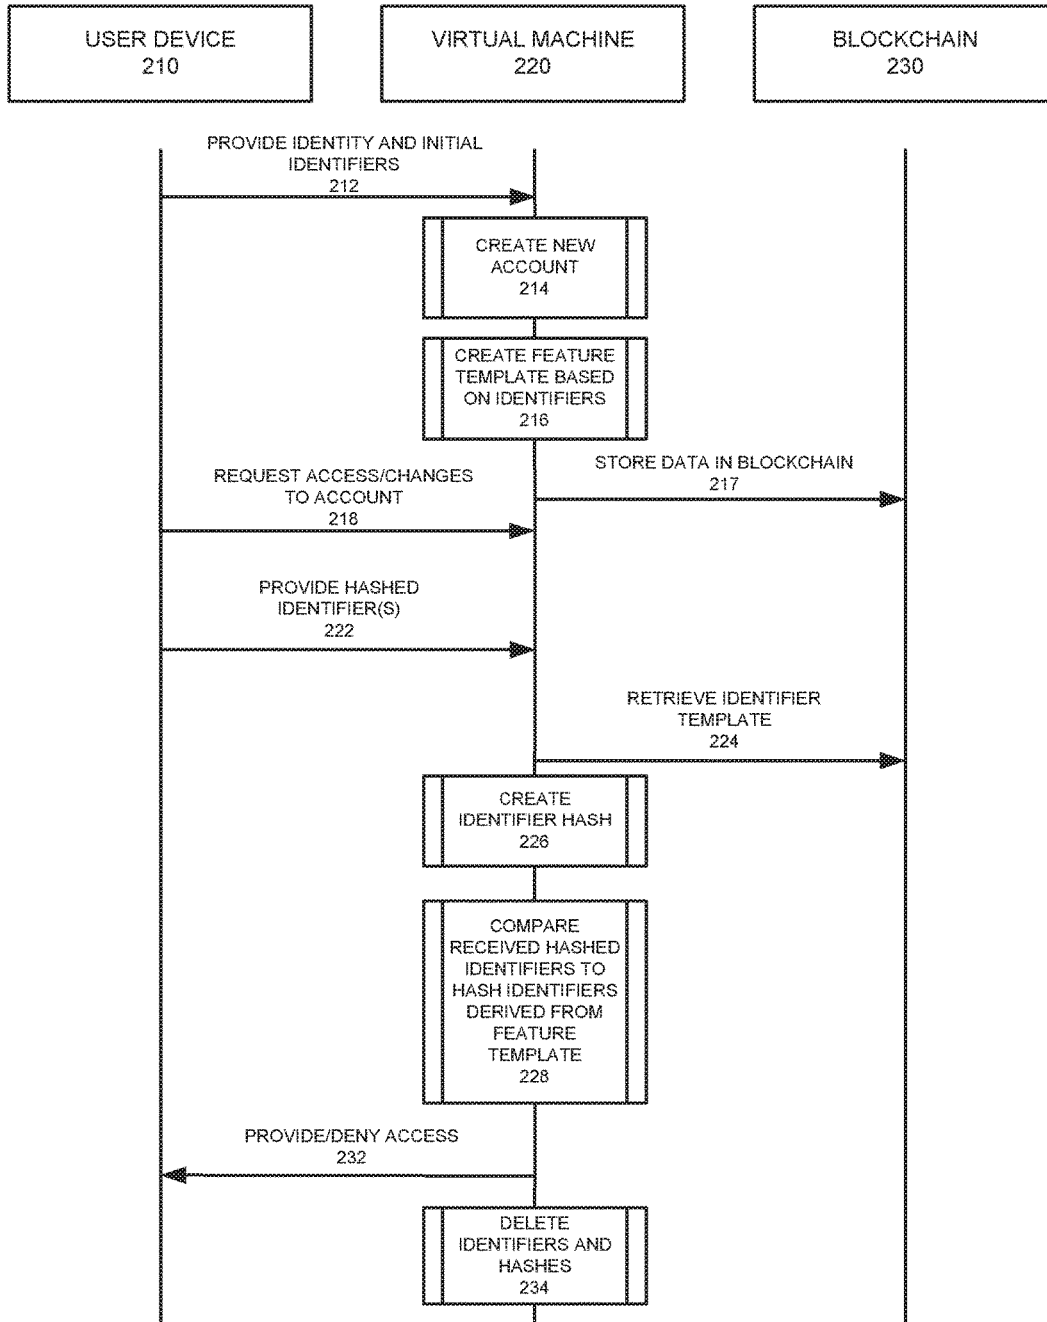 USER DEVICE
210
VIRTUAL MACHINE
220
BLOCKCHAIN
230
PROVIDE IDENTITY AND INITIAL
IDENTIFIERS
212
CREATE NEW
ACCOUNT
214
CREATE FEATURE
TEMPLATE BASED
ON IDENTIFIERS
216
STORE DATA IN BLOCKCHAIN
217
REQUEST ACCESS/CHANGES
TO ACCOUNT
218
PROVIDE HASHED
IDENTIFIER(S)
222
RETRIEVE IDENTIFIER
TEMPLATE
224
CREATE
IDENTIFIER HASH
226
COMPARE
RECEIVED HASHED
IDENTIFIERS TO
HASH IDENTIFIERS
DERIVED FROM
FEATURE
TEMPLATE
228
PROVIDE/DENY ACCESS
232
DELETE
IDENTIFIERS AND
HASHES
234